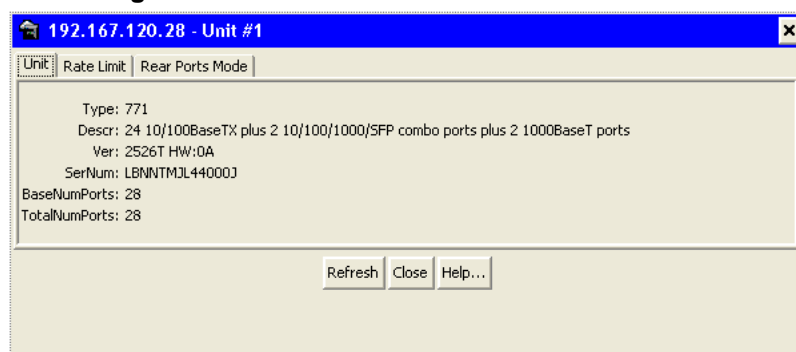 192.167.120.28 - Unit #1
Unit Rate Limit Rear Ports Mode
Type: 771
Descr: 24 10/100BaseTX plus 2 10/100/1000/SFP combo ports plus 2 1000BaseT ports
Ver: 2526T HW:0A
SerNum: LBNNTMJL44000J
BaseNumPorts: 28
TotalNumPorts: 28
Refresh Close Help...